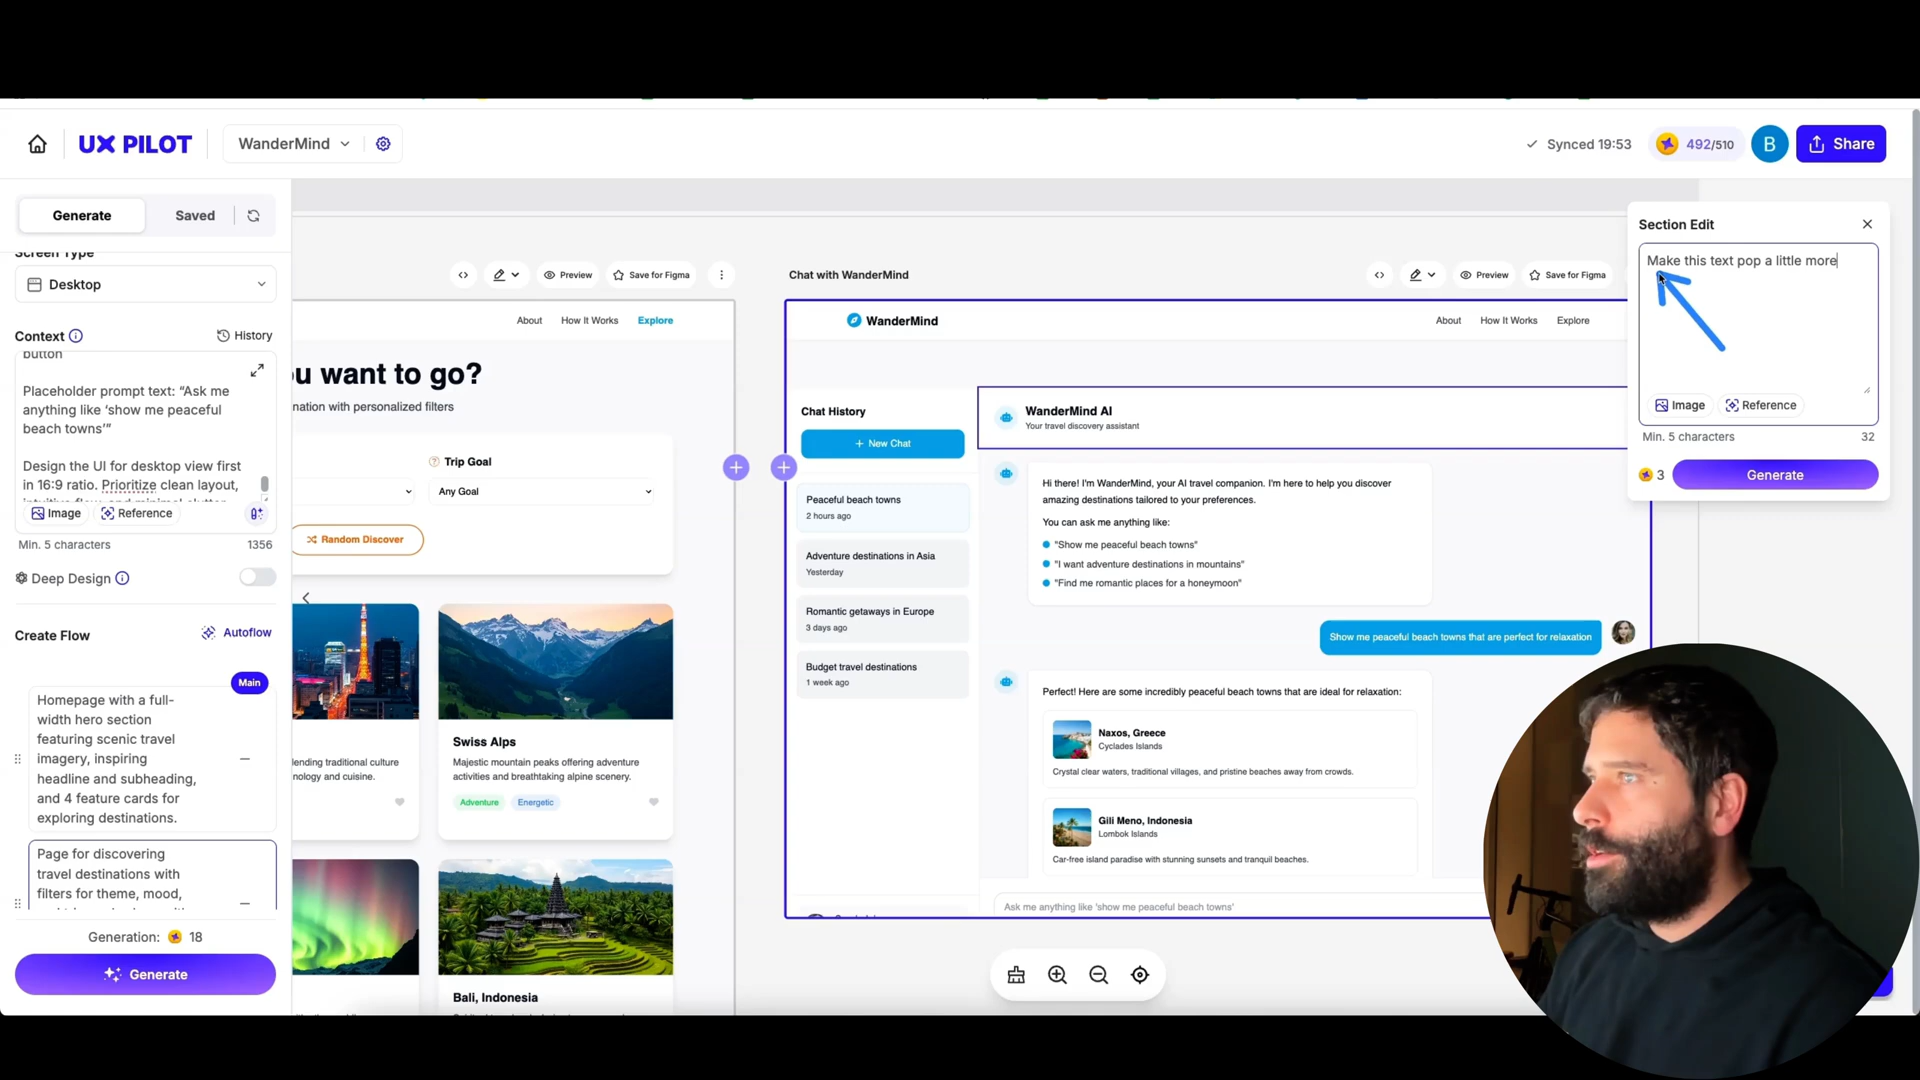 UX PILOT
WanderMind
Synced 19:53
492/510
B
Share
Generate
Saved
Screen Type
Desktop
Context
History
button
Placeholder prompt text: “Ask me
anything like ‘show me peaceful
beach towns’”
Design the UI for desktop view first
in 16:9 ratio. Prioritize clean layout,
intuitive flow, and minimal clutter
Image
Reference
Min. 5 characters
1356
Deep Design
Create Flow
Autoflow
Main
Homepage with a full-
width hero section
featuring scenic travel
imagery, inspiring
headline and subheading,
and 4 feature cards for
exploring destinations.
Page for discovering
travel destinations with
filters for theme, mood,
Generation: 18
Generate
Preview
Save for Figma
About
How It Works
Explore
u want to go?
nation with personalized filters
Trip Goal
Any Goal
Random Discover
lending traditional culture
nology and cuisine.
Swiss Alps
Majestic mountain peaks offering adventure
activities and breathtaking alpine scenery.
Adventure
Energetic
Bali, Indonesia
Chat with WanderMind
Preview
Save for Figma
WanderMind
About
How It Works
Explore
Chat History
+ New Chat
Peaceful beach towns
2 hours ago
Adventure destinations in Asia
Yesterday
Romantic getaways in Europe
3 days ago
Budget travel destinations
1 week ago
WanderMind AI
Your travel discovery assistant
Hi there! I'm WanderMind, your AI travel companion. I'm here to help you discover
amazing destinations tailored to your preferences.
You can ask me anything like:
"Show me peaceful beach towns"
"I want adventure destinations in mountains"
"Find me romantic places for a honeymoon"
Show me peaceful beach towns that are perfect for relaxation
Perfect! Here are some incredibly peaceful beach towns that are ideal for relaxation:
Naxos, Greece
Cyclades Islands
Crystal clear waters, traditional villages, and pristine beaches away from crowds.
Gili Meno, Indonesia
Lombok Islands
Car-free island paradise with stunning sunsets and tranquil beaches.
Ask me anything like 'show me peaceful beach towns'
Section Edit
Make this text pop a little more
Image
Reference
Min. 5 characters
32
3
Generate